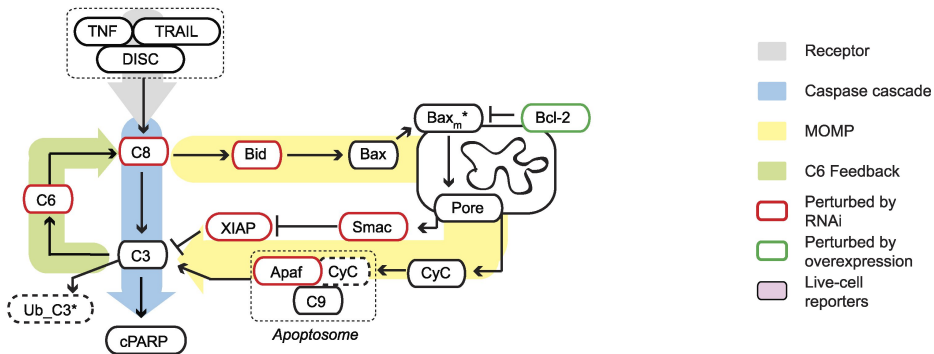 TNF
TRAIL
DISC
C8
Bid
Bax
Baxm*
Bcl-2
C6
XIAP
Smac
Pore
C3
Apaf
CyC
CyC
C9
Ub_C3*
Apoptosome
cPARP
Receptor
Caspase cascade
MOMP
C6 Feedback
Perturbed by
RNAi
Perturbed by
overexpression
Live-cell
reporters